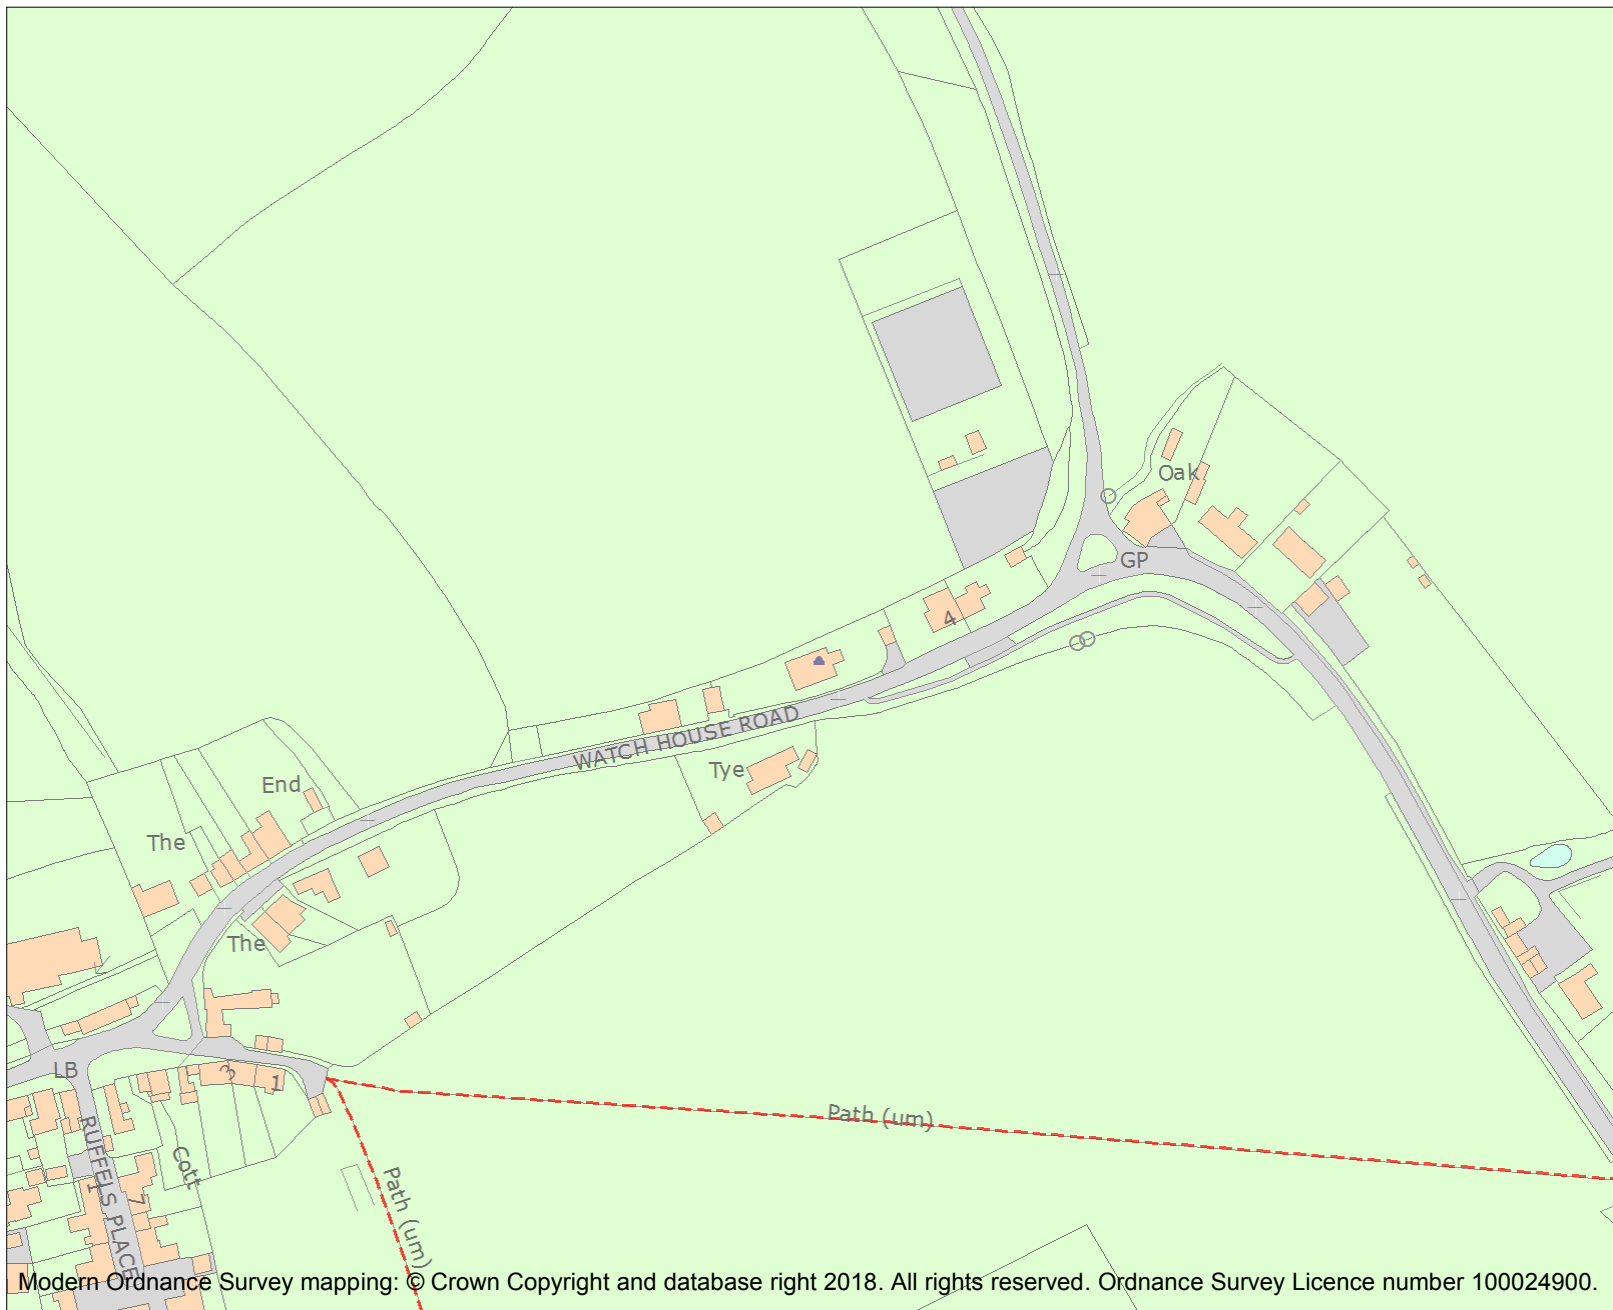 Oak
GP
4
WATCH HOUSE ROAD
Tye
End
The
The
LB
3
1
Path (um)
RUFFELS PLACE
Cott
1
7
Path (um)
Modern Ordnance Survey mapping: © Crown Copyright and database right 2018. All rights reserved. Ordnance Survey Licence number 100024900.